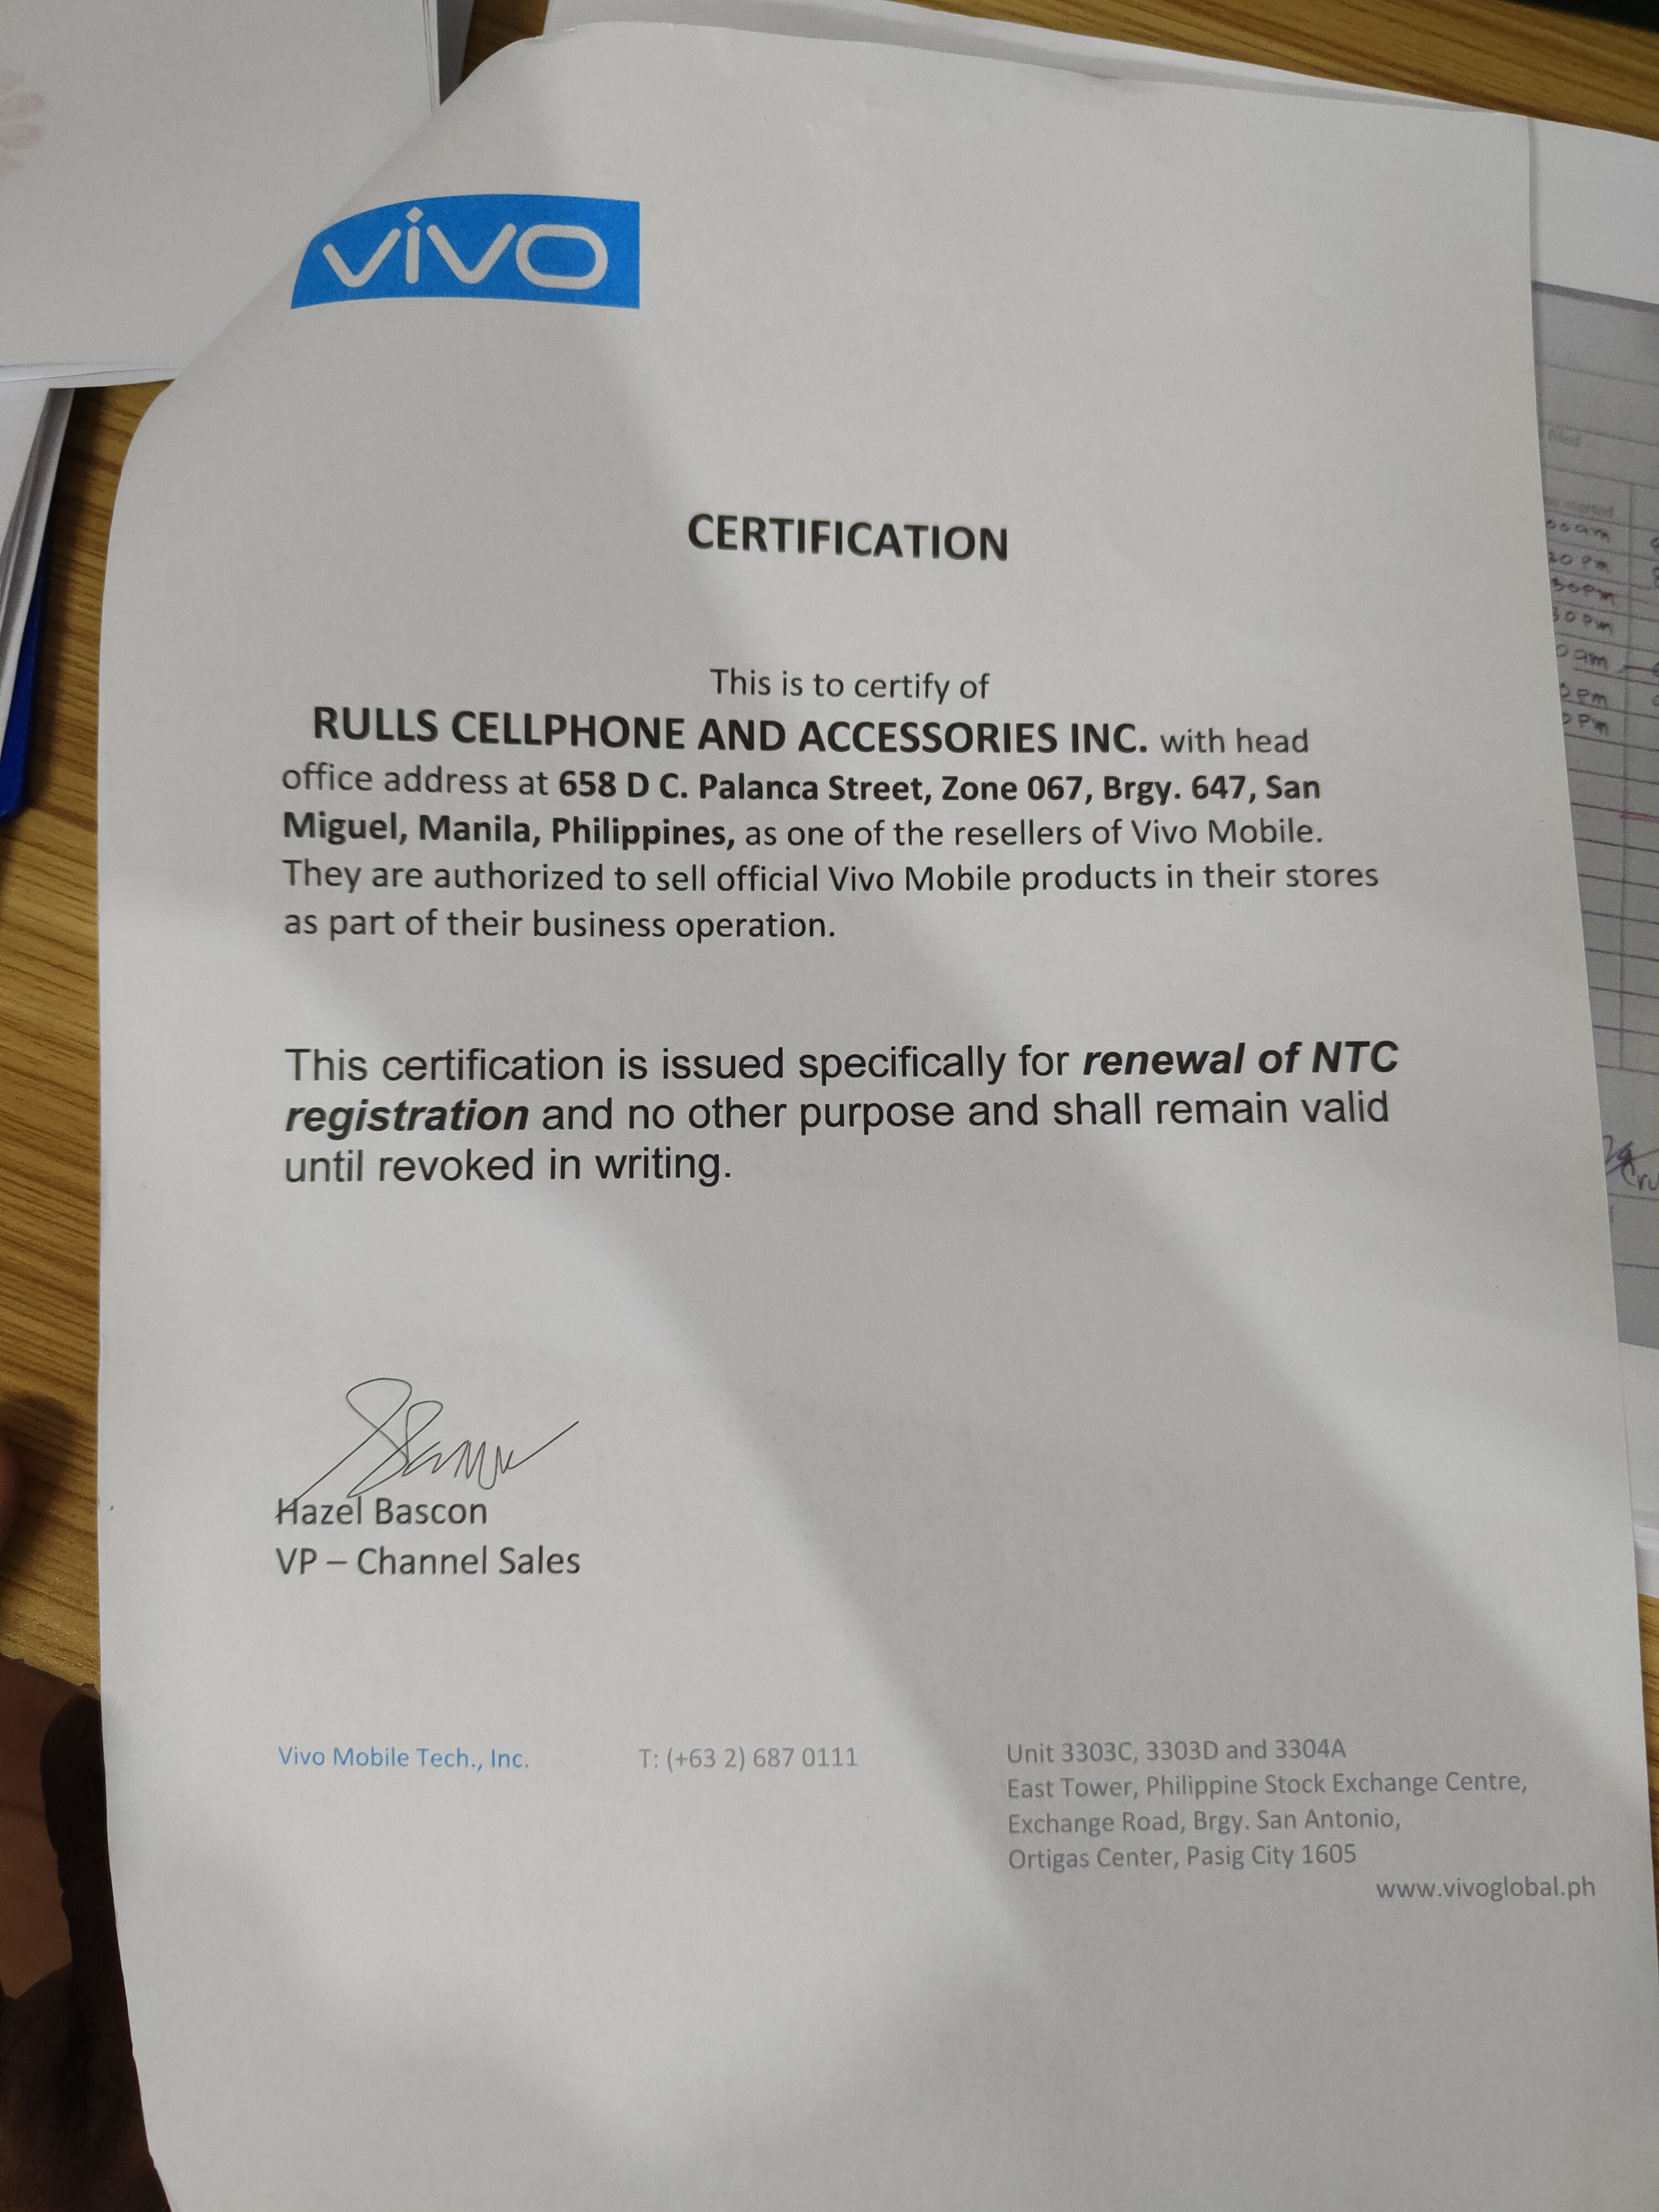 vivo
CERTIFICATION
This is to certify of
RULLS CELLPHONE AND ACCESSORIES INC. with head
office address at 658 D C. Palanca Street, Zone 067, Brgy. 647, San
Miguel, Manila, Philippines, as one of the resellers of Vivo Mobile.
They are authorized to sell official Vivo Mobile products in their stores
as part of their business operation.
This certification is issued specifically for renewal of NTC
registration and no other purpose and shall remain valid
until revoked in writing.
Hazel Bascon
VP – Channel Sales
Vivo Mobile Tech., Inc.
T: (+63 2) 687 0111
Unit 3303C, 3303D and 3304A
East Tower, Philippine Stock Exchange Centre,
Exchange Road, Brgy. San Antonio,
Ortigas Center, Pasig City 1605
www.vivoglobal.ph